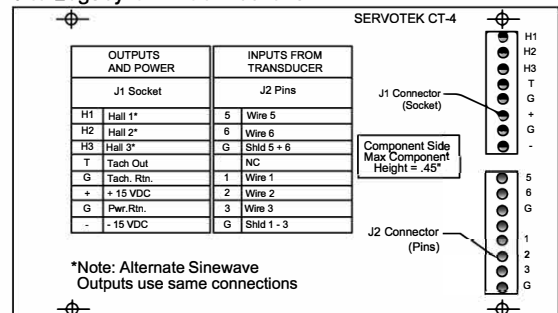 SERVOTEK CT-4
OUTPUTS AND POWER
INPUTS FROM TRANSDUCER
J1 Socket
J2 Pins
H1 Hall 1* 5 Wire 5
H2 Hall 2* 6 Wire 6
H3 Hall 3* G Shld 5 + 6
T Tach Out NC
G Tach. Rtn. 1 Wire 1
+ + 15 VDC 2 Wire 2
G Pwr.Rtn. 3 Wire 3
- - 15 VDC G Shld 1 - 3
*Note: Alternate Sinewave
Outputs use same connections
J1 Connector
(Socket)
Component Side
Max Component
Height = .45"
J2 Connector
(Pins)
H1
H2
H3
T
G
+
G
-
5
6
G
1
2
3
G